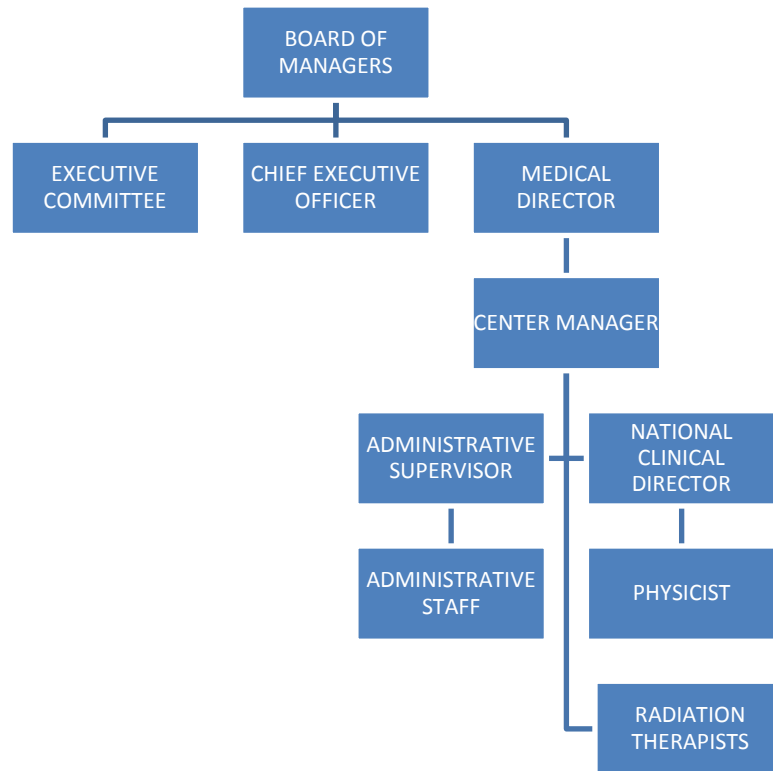 BOARD OF
MANAGERS
EXECUTIVE
COMMITTEE
CHIEF EXECUTIVE
OFFICER
MEDICAL
DIRECTOR
CENTER MANAGER
ADMINISTRATIVE
SUPERVISOR
NATIONAL
CLINICAL
DIRECTOR
ADMINISTRATIVE
STAFF
PHYSICIST
RADIATION
THERAPISTS